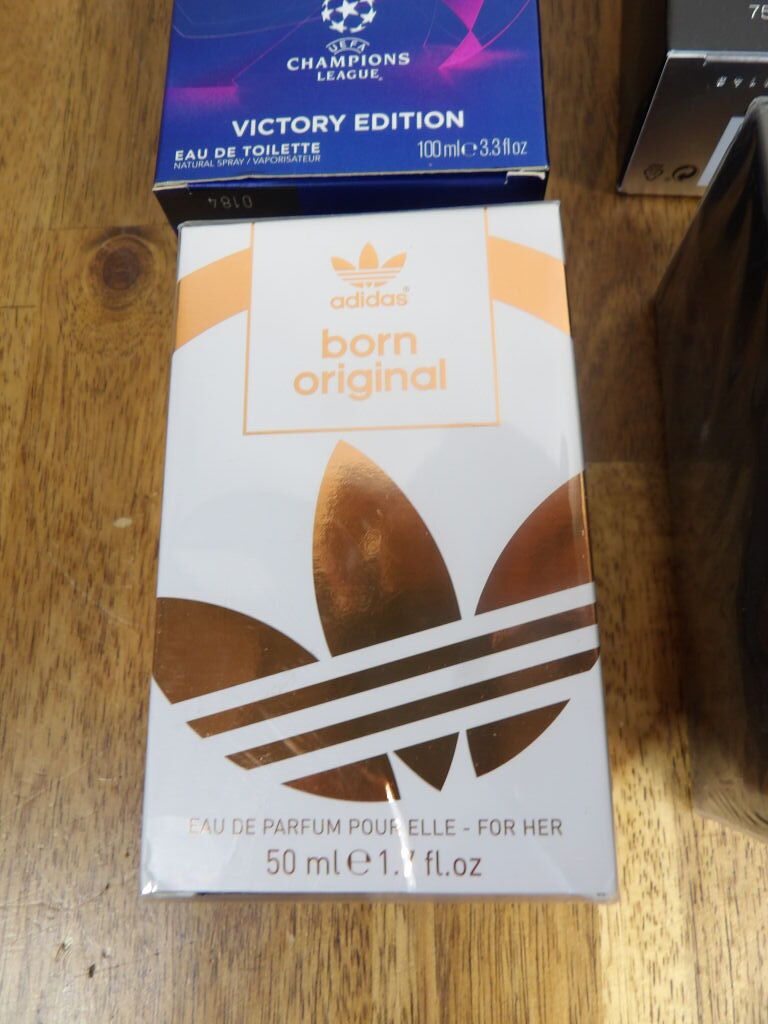 UEFA
CHAMPIONS
LEAGUE®
VICTORY EDITION
EAU DE TOILETTE
NATURAL SPRAY / VAPORISATEUR
100 ml e 3.3 fl oz
0184
75
adidas®
born
original
EAU DE PARFUM POUR ELLE - FOR HER
50 ml e 1.7 fl.oz